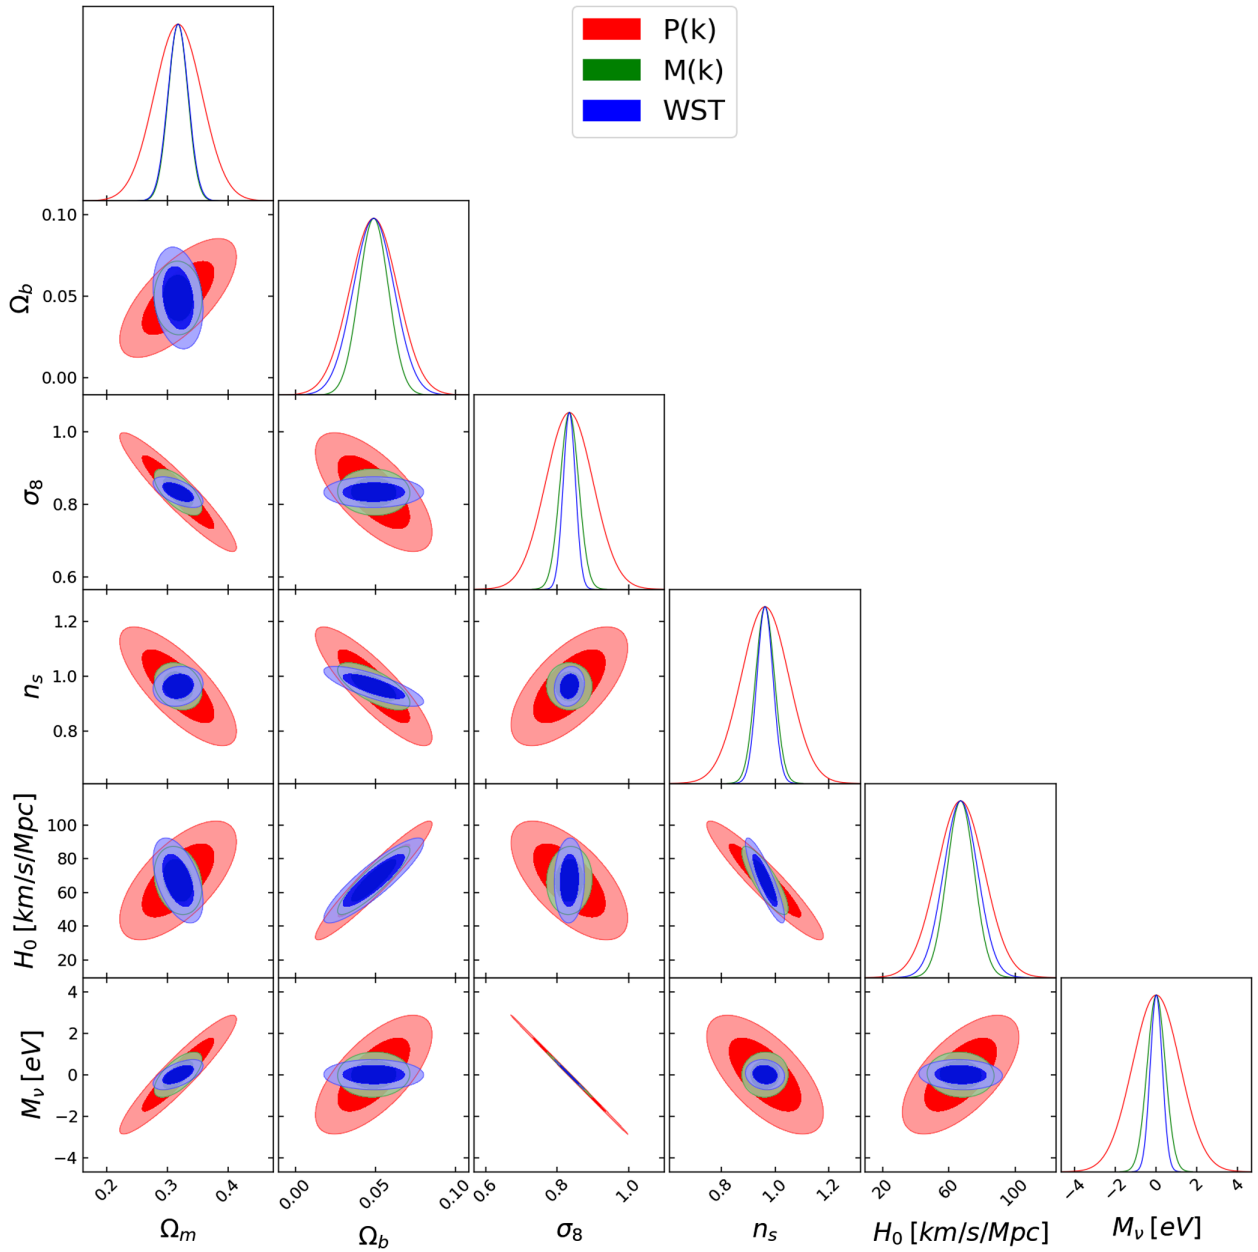 P(k)
M(k)
WST
0.10
0.05
0.00
Ω_b
1.0
0.8
0.6
σ_8
1.2
1.0
0.8
n_s
100
80
60
40
20
H_0 [km/s/Mpc]
4
2
0
−2
−4
M_ν [eV]
0.2 0.3 0.4
0.00 0.05 0.10
0.6 0.8 1.0
0.8 1.0 1.2
20 60 100
−4 −2 0 2 4
Ω_m
Ω_b
σ_8
n_s
H_0 [km/s/Mpc]
M_ν [eV]